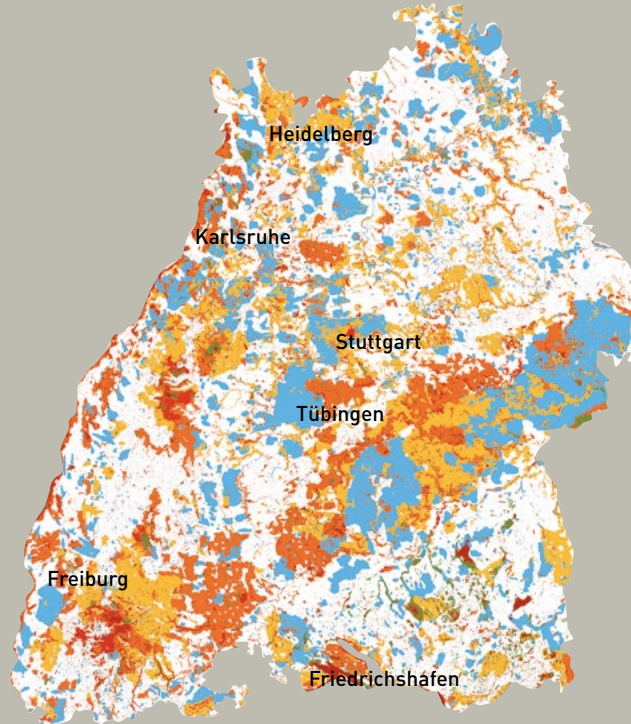 Heidelberg
Karlsruhe
Stuttgart
Tübingen
Freiburg
Friedrichshafen